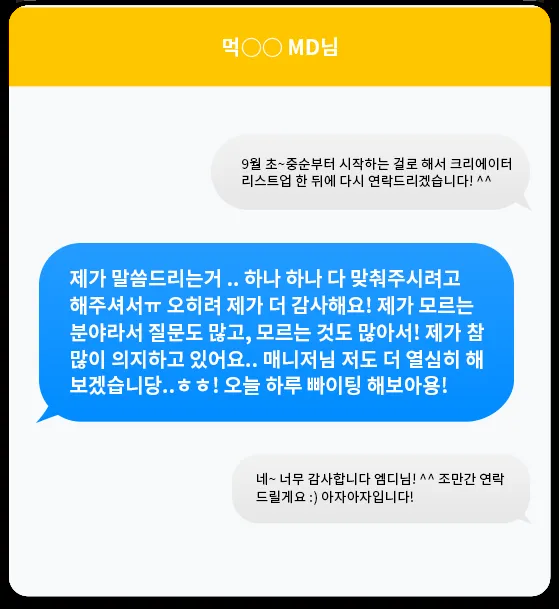 먹○○ MD님
9월 초~중순부터 시작하는 걸로 해서 크리에이터
리스트업 한 뒤에 다시 연락드리겠습니다! ^^
제가 말씀드리는거 .. 하나 하나 다 맞춰주시려고
해주셔서ㅠ 오히려 제가 더 감사해요! 제가 모르는
분야라서 질문도 많고, 모르는 것도 많아서! 제가 참
많이 의지하고 있어요.. 매니저님 저도 더 열심히 해
보겠습니당..ㅎㅎ! 오늘 하루 빠이팅 해보아용!
네~ 너무 감사합니다 엠디님! ^^ 조만간 연락
드릴게요 :) 아자아자입니다!